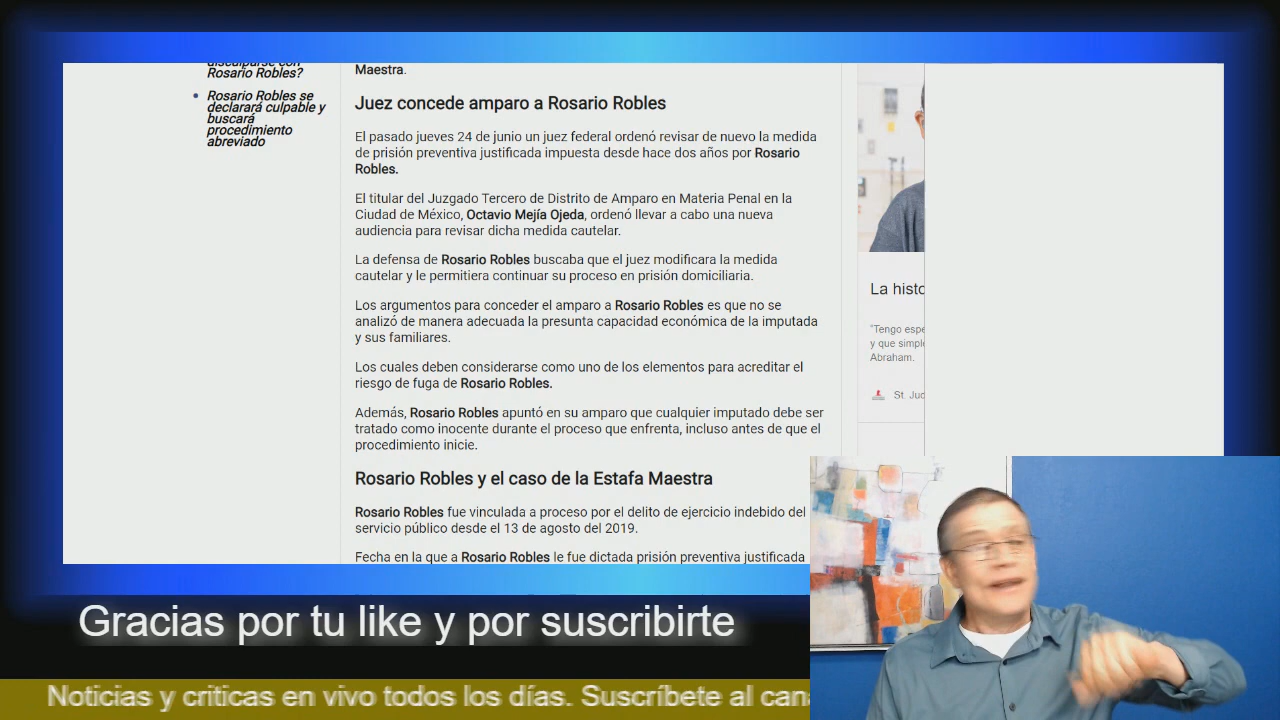 disculparse con
Rosario Robles?
Rosario Robles se
declarará culpable y
buscará
procedimiento
abreviado
Maestra.
Juez concede amparo a Rosario Robles
El pasado jueves 24 de junio un juez federal ordenó revisar de nuevo la medida
de prisión preventiva justificada impuesta desde hace dos años por Rosario
Robles.
El titular del Juzgado Tercero de Distrito de Amparo en Materia Penal en la
Ciudad de México, Octavio Mejía Ojeda, ordenó llevar a cabo una nueva
audiencia para revisar dicha medida cautelar.
La defensa de Rosario Robles buscaba que el juez modificara la medida
cautelar y le permitiera continuar su proceso en prisión domiciliaria.
Los argumentos para conceder el amparo a Rosario Robles es que no se
analizó de manera adecuada la presunta capacidad económica de la imputada
y sus familiares.
Los cuales deben considerarse como uno de los elementos para acreditar el
riesgo de fuga de Rosario Robles.
Además, Rosario Robles apuntó en su amparo que cualquier imputado debe ser
tratado como inocente durante el proceso que enfrenta, incluso antes de que el
procedimiento inicie.
Rosario Robles y el caso de la Estafa Maestra
Rosario Robles fue vinculada a proceso por el delito de ejercicio indebido del
servicio público desde el 13 de agosto del 2019.
Fecha en la que a Rosario Robles le fue dictada prisión preventiva justificada
La histo
"Tengo espe
y que simple
Abraham.
St. Jud
Gracias por tu like y por suscribirte
Noticias y criticas en vivo todos los días. Suscríbete al cana